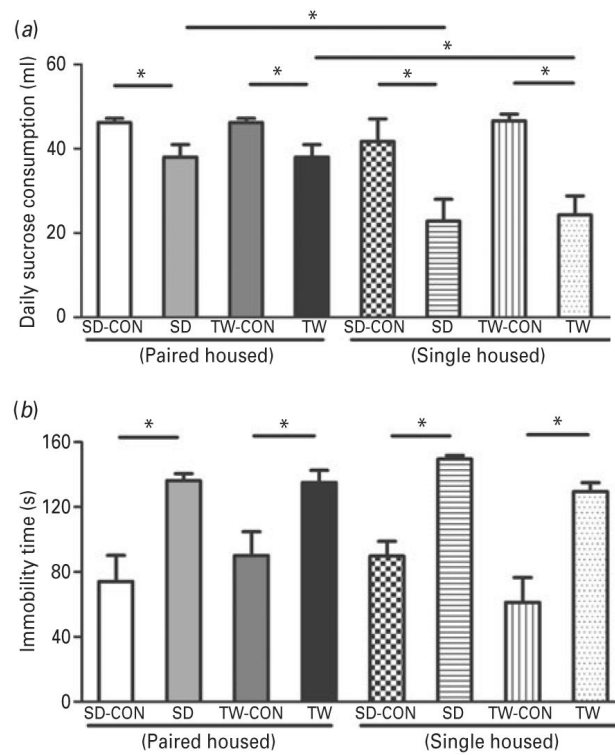 (a)
*
*
*
*
*
*
Daily sucrose consumption (ml)
60
40
20
0
SD-CON SD TW-CON TW SD-CON SD TW-CON TW
(Paired housed) (Single housed)
(b)
*
*
*
*
Immobility time (s)
160
120
80
40
0
SD-CON SD TW-CON TW SD-CON SD TW-CON TW
(Paired housed) (Single housed)